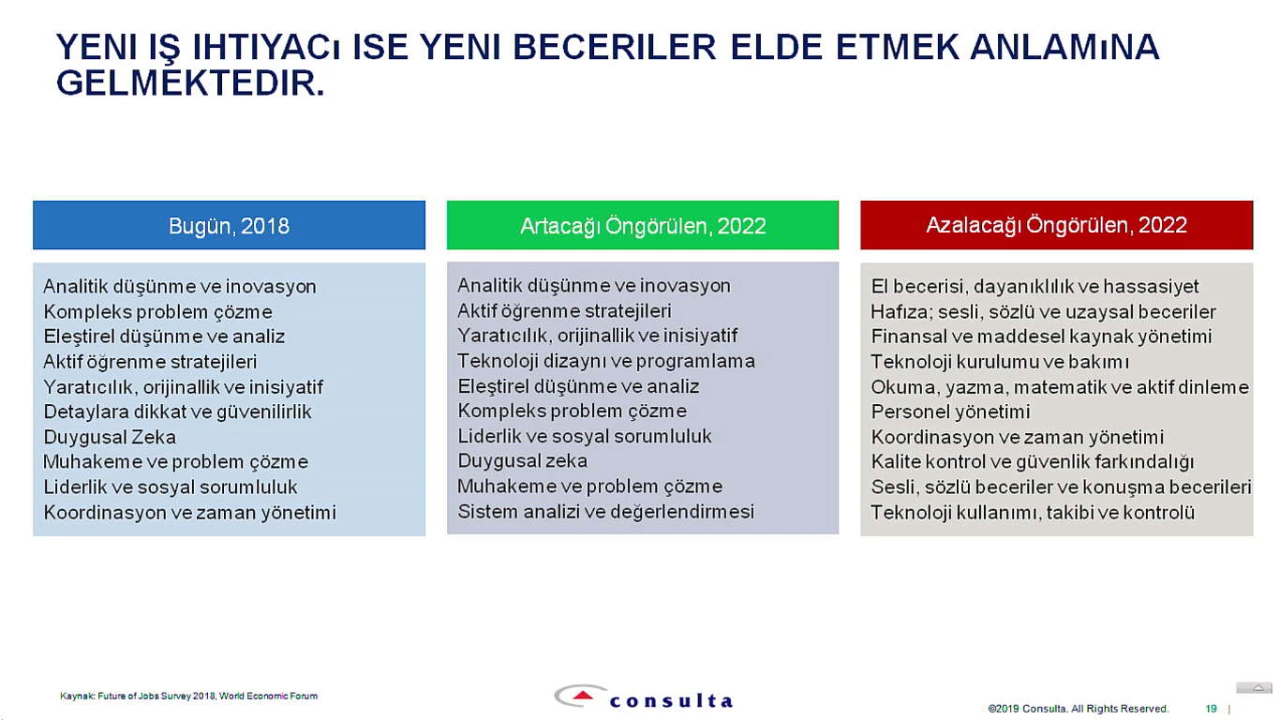 YENI IŞ IHTIYACı ISE YENI BECERILER ELDE ETMEK ANLAMıNA
GELMEKTEDIR.
Bugün, 2018
Analitik düşünme ve inovasyon
Kompleks problem çözme
Eleştirel düşünme ve analiz
Aktif öğrenme stratejileri
Yaratıcılık, orijinallik ve inisiyatif
Detaylara dikkat ve güvenilirlik
Duygusal Zeka
Muhakeme ve problem çözme
Liderlik ve sosyal sorumluluk
Koordinasyon ve zaman yönetimi
Artacağı Öngörülen, 2022
Analitik düşünme ve inovasyon
Aktif öğrenme stratejileri
Yaratıcılık, orijinallik ve inisiyatif
Teknoloji dizaynı ve programlama
Eleştirel düşünme ve analiz
Kompleks problem çözme
Liderlik ve sosyal sorumluluk
Duygusal zeka
Muhakeme ve problem çözme
Sistem analizi ve değerlendirmesi
Azalacağı Öngörülen, 2022
El becerisi, dayanıklılık ve hassasiyet
Hafıza; sesli, sözlü ve uzaysal beceriler
Finansal ve maddesel kaynak yönetimi
Teknoloji kurulumu ve bakımı
Okuma, yazma, matematik ve aktif dinleme
Personel yönetimi
Koordinasyon ve zaman yönetimi
Kalite kontrol ve güvenlik farkındalığı
Sesli, sözlü beceriler ve konuşma becerileri
Teknoloji kullanımı, takibi ve kontrolü
Kaynak: Future of Jobs Survey 2018, World Economic Forum
consulta
©2019 Consulta. All Rights Reserved. 19 |